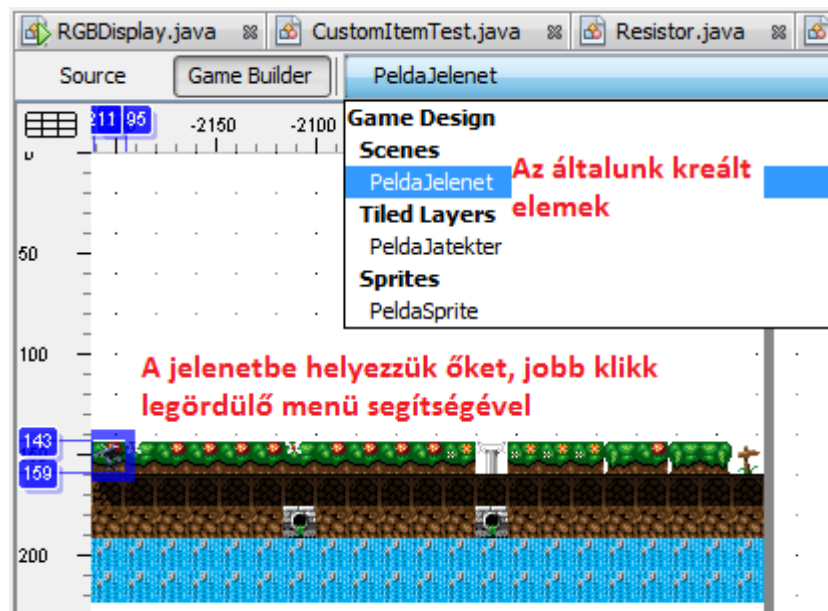 RGBDisplay.java CustomItemTest.java Resistor.java
Source Game Builder PeldaJelenet
211 95 -2150 -2100
Game Design
Scenes
PeldaJelenet
Tiled Layers
PeldaJatekter
Sprites
PeldaSprite
Az általunk kreált
elemek
50
100
A jelenetbe helyezzük őket, jobb klikk
legördülő menü segítségével
143
159
200